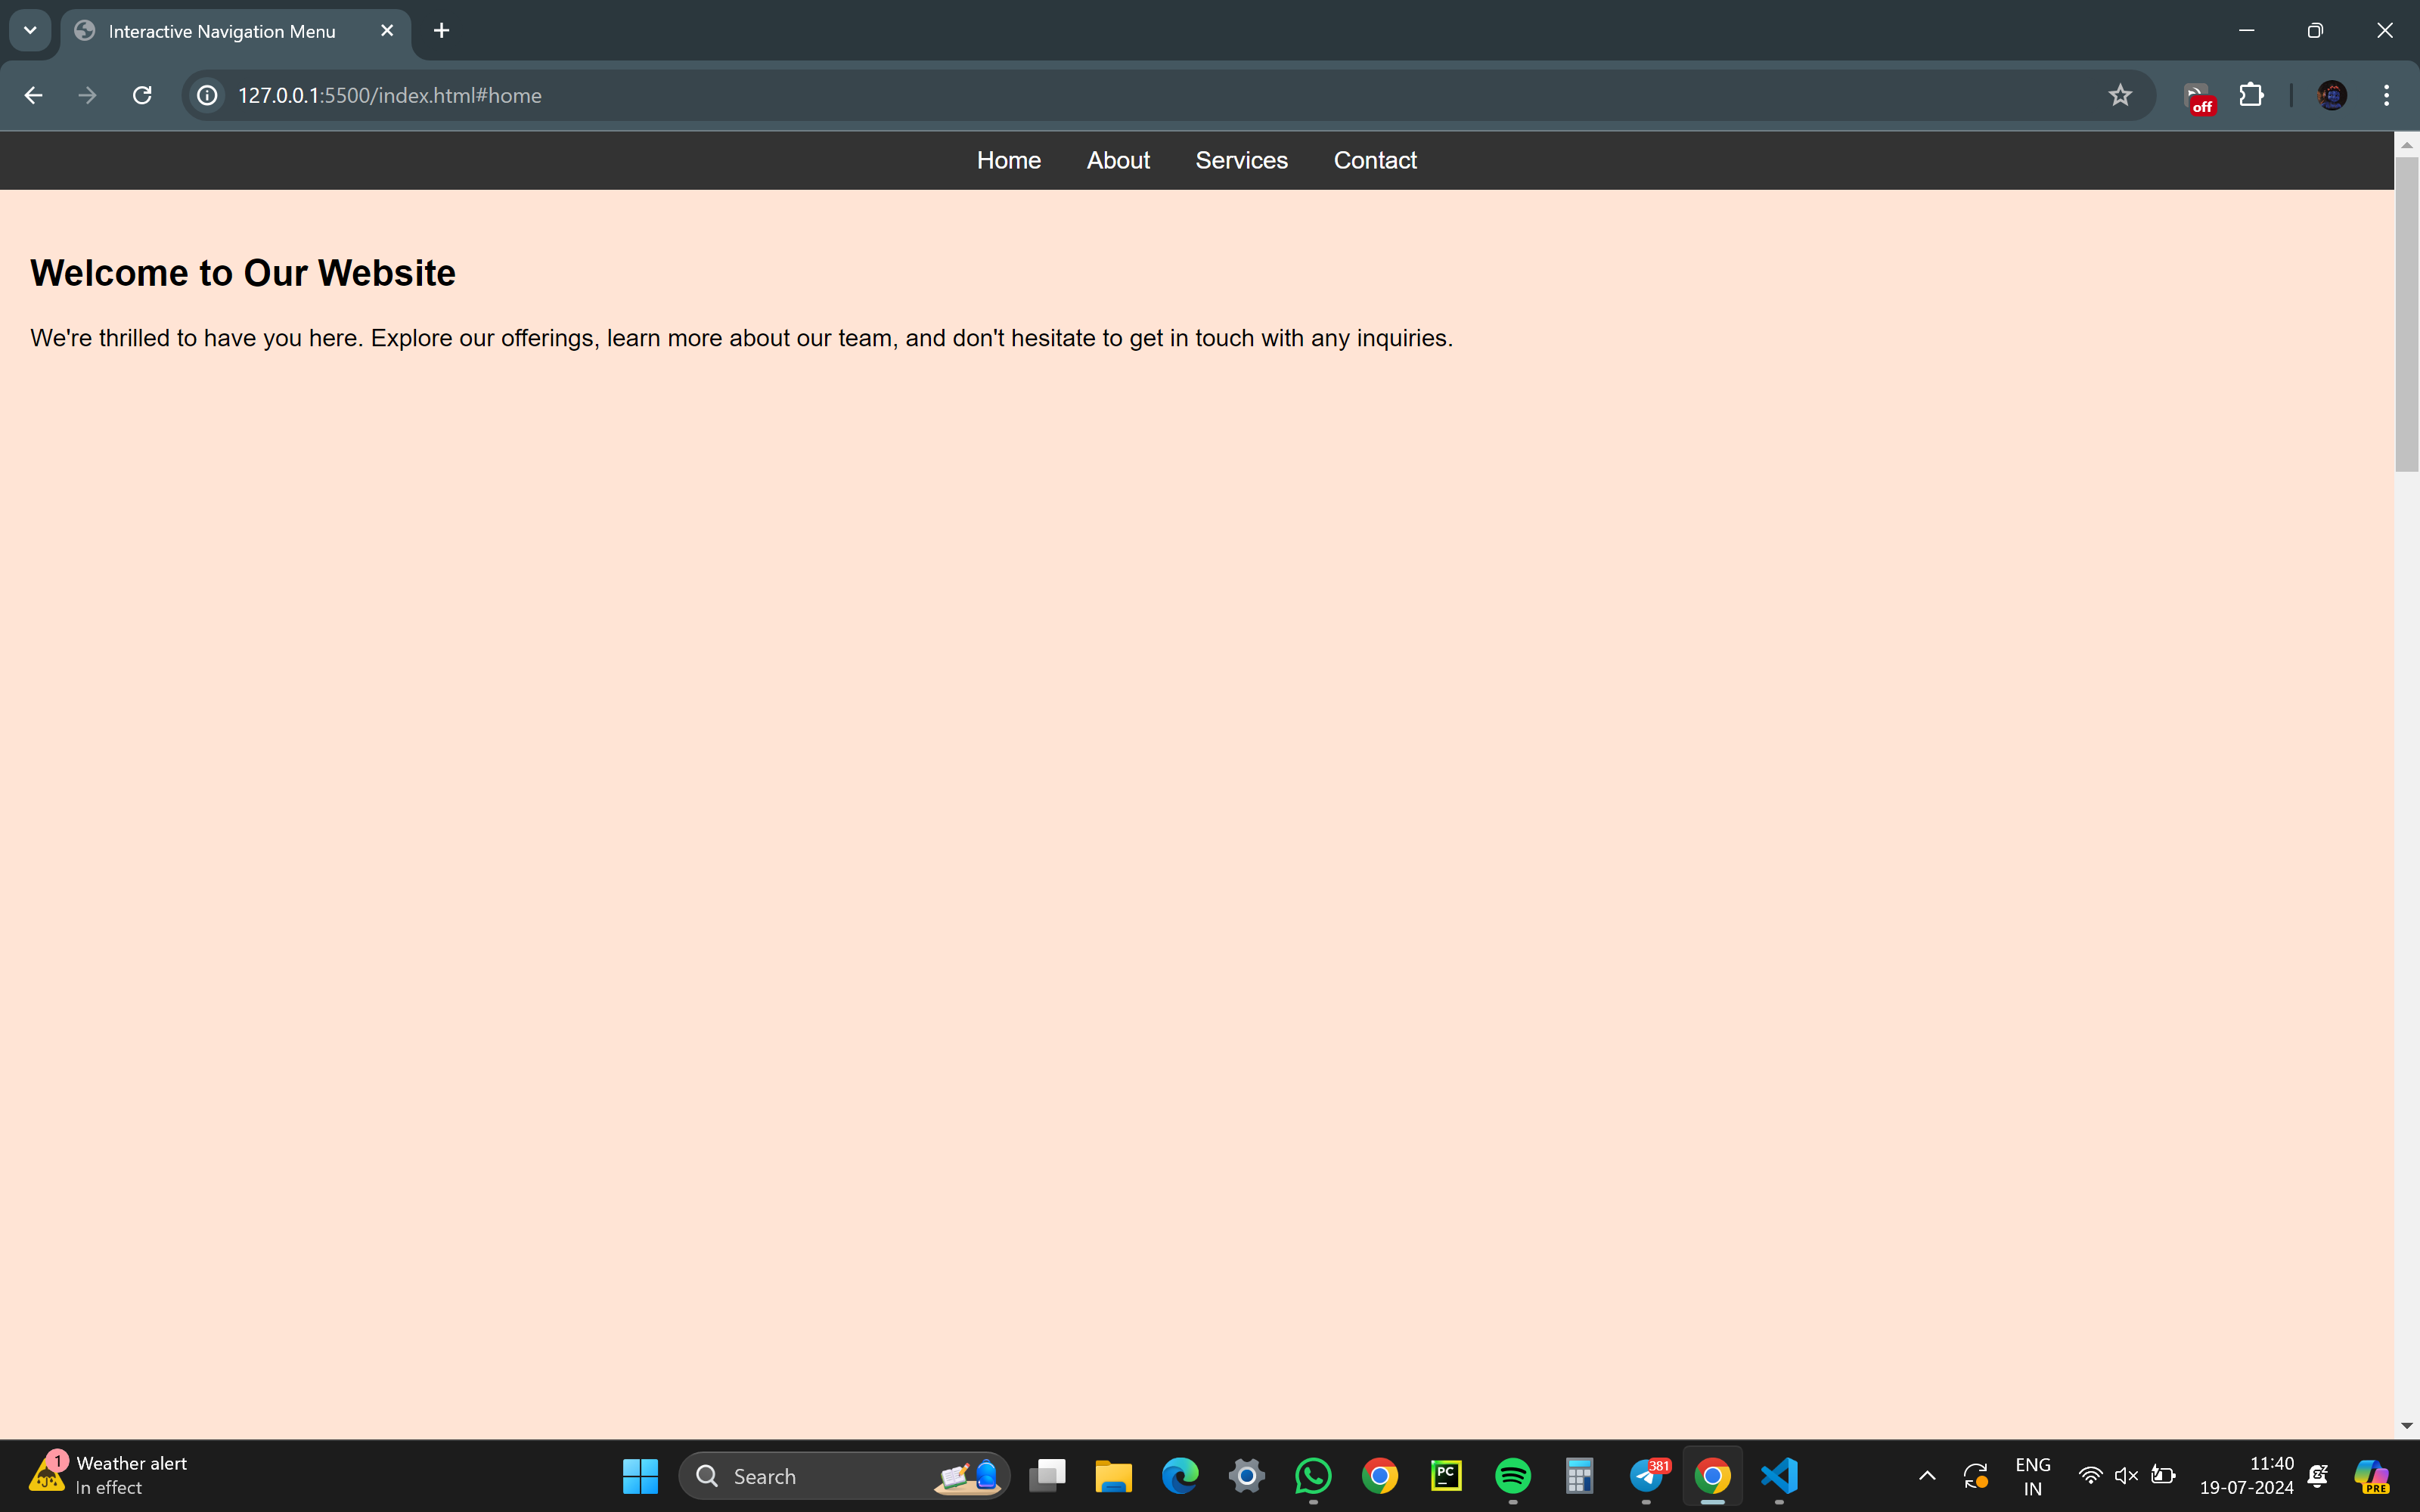 Interactive Navigation Menu
127.0.0.1:5500/index.html#home
off
Home About Services Contact
Welcome to Our Website
We're thrilled to have you here. Explore our offerings, learn more about our team, and don't hesitate to get in touch with any inquiries.
1
Weather alert
In effect
Search
PC
381
ENG
IN
11:40
19-07-2024
PRE